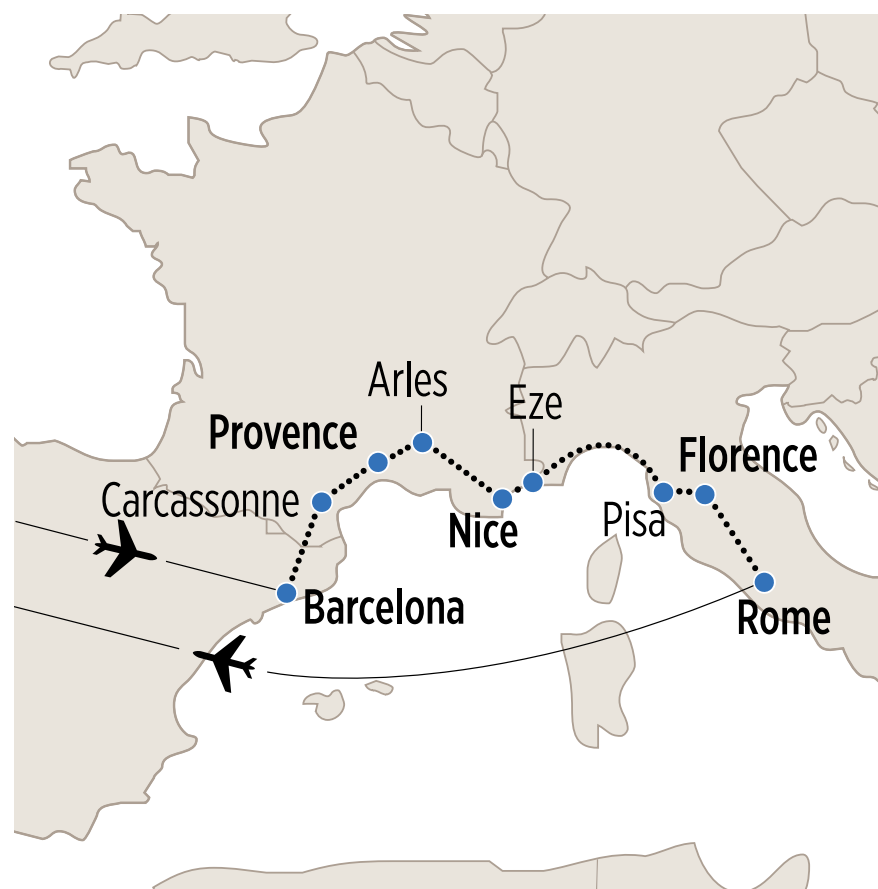 Arles
Eze
Provence
Florence
Carcassonne
Pisa
Nice
Barcelona
Rome